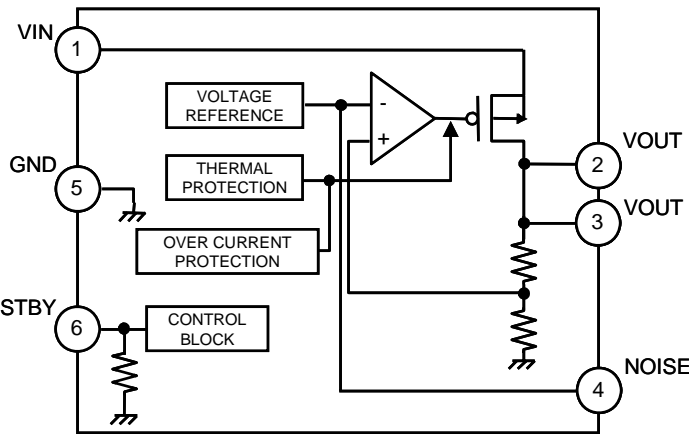 VIN
1
VOLTAGE
REFERENCE
-
+
VOUT
2
GND
5
THERMAL
PROTECTION
VOUT
3
OVER CURRENT
PROTECTION
STBY
6
CONTROL
BLOCK
NOISE
4